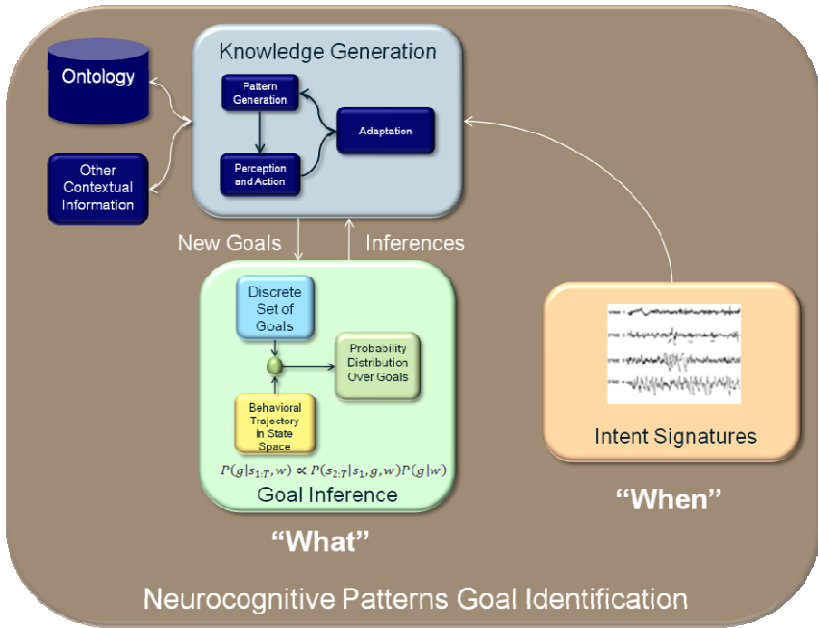 Ontology
Other
Contextual
Information
Knowledge Generation
Pattern
Generation
Adaptation
Perception
and Action
New Goals
Inferences
Discrete
Set of
Goals
Probability
Distribution
Over Goals
Behavioral
Trajectory
in State
Space
P(g|s₁:T, w) ∝ P(s₂:T|s₁, g, w)P(g|w)
Goal Inference
"What"
Intent Signatures
"When"
Neurocognitive Patterns Goal Identification